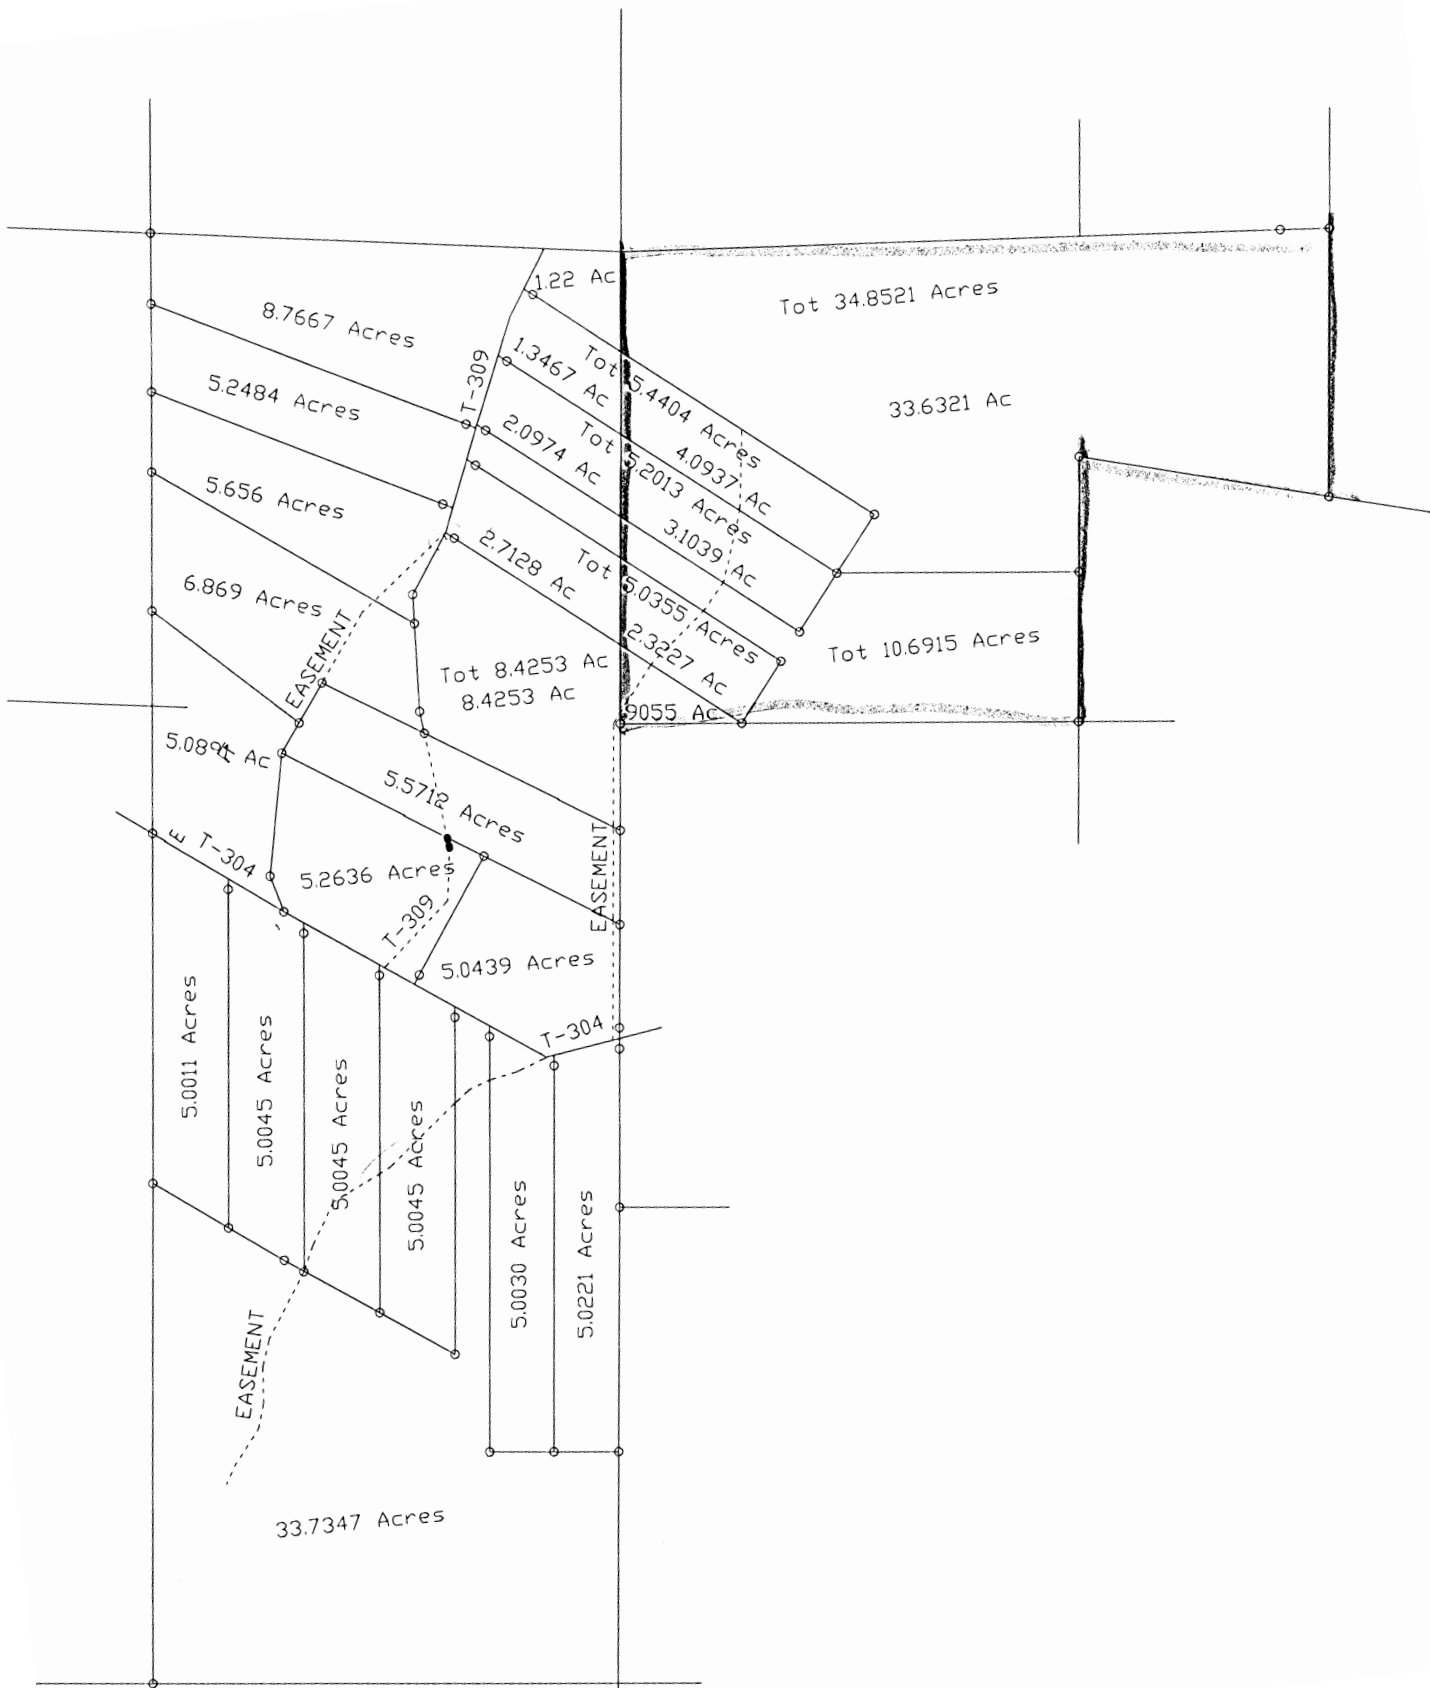 1.22 Ac
Tot 34.8521 Acres
8.7667 Acres
T-309
1.3467 Ac
Tot 5.4404 Acres
5.2484 Acres
33.6321 Ac
2.0974 Ac
Tot 5.2013 Acres
4.0937 Ac
5.656 Acres
3.1039 Ac
2.7128 Ac
Tot 5.0355 Acres
6.869 Acres
EASEMENT
2.3227 Ac
Tot 10.6915 Acres
Tot 8.4253 Ac
8.4253 Ac
.9055 Ac
Ac
5.5712 Acres
E T-304
5.2636 Acres
EASEMENT
T-309
5.0439 Acres
T-304
5.0011 Acres
5.0045 Acres
5.0045 Acres
5.0045 Acres
5.0030 Acres
5.0221 Acres
EASEMENT
33.7347 Acres